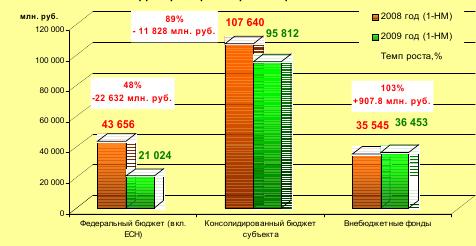 млн. руб.
89%
- 11 828 млн. руб.
107 640
95 812
2008 год (1-НМ)
2009 год (1-НМ)
Темп роста,%
120 000
100 000
80 000
60 000
40 000
20 000
0
48%
-22 632 млн. руб.
43 656
21 024
103%
+907.8 млн. руб.
35 545
36 453
Федеральный бюджет (вкл.
ЕСН)
Консолидированный бюджет
субъекта
Внебюджетные фонды